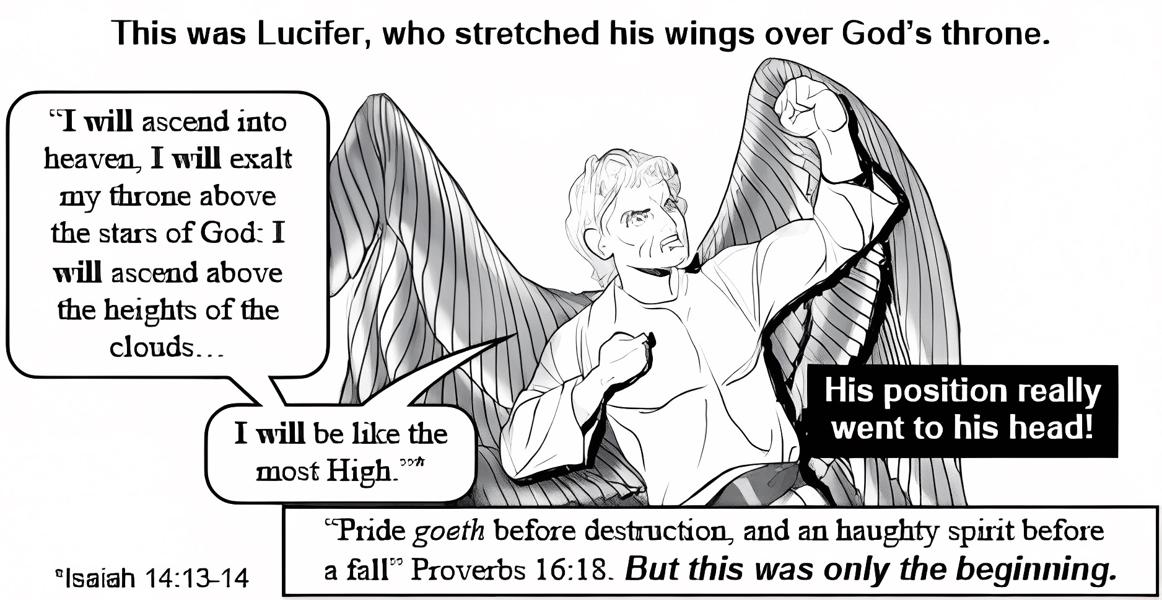 This was Lucifer, who stretched his wings over God's throne.
“I will ascend into
heaven, I will exalt
my throne above
the stars of God: I
will ascend above
the heights of the
clouds...
I will be like the
most High.”*
His position really
went to his head!
“Pride goeth before destruction, and an haughty spirit before
a fall” Proverbs 16:18. But this was only the beginning.
*Isaiah 14:13-14